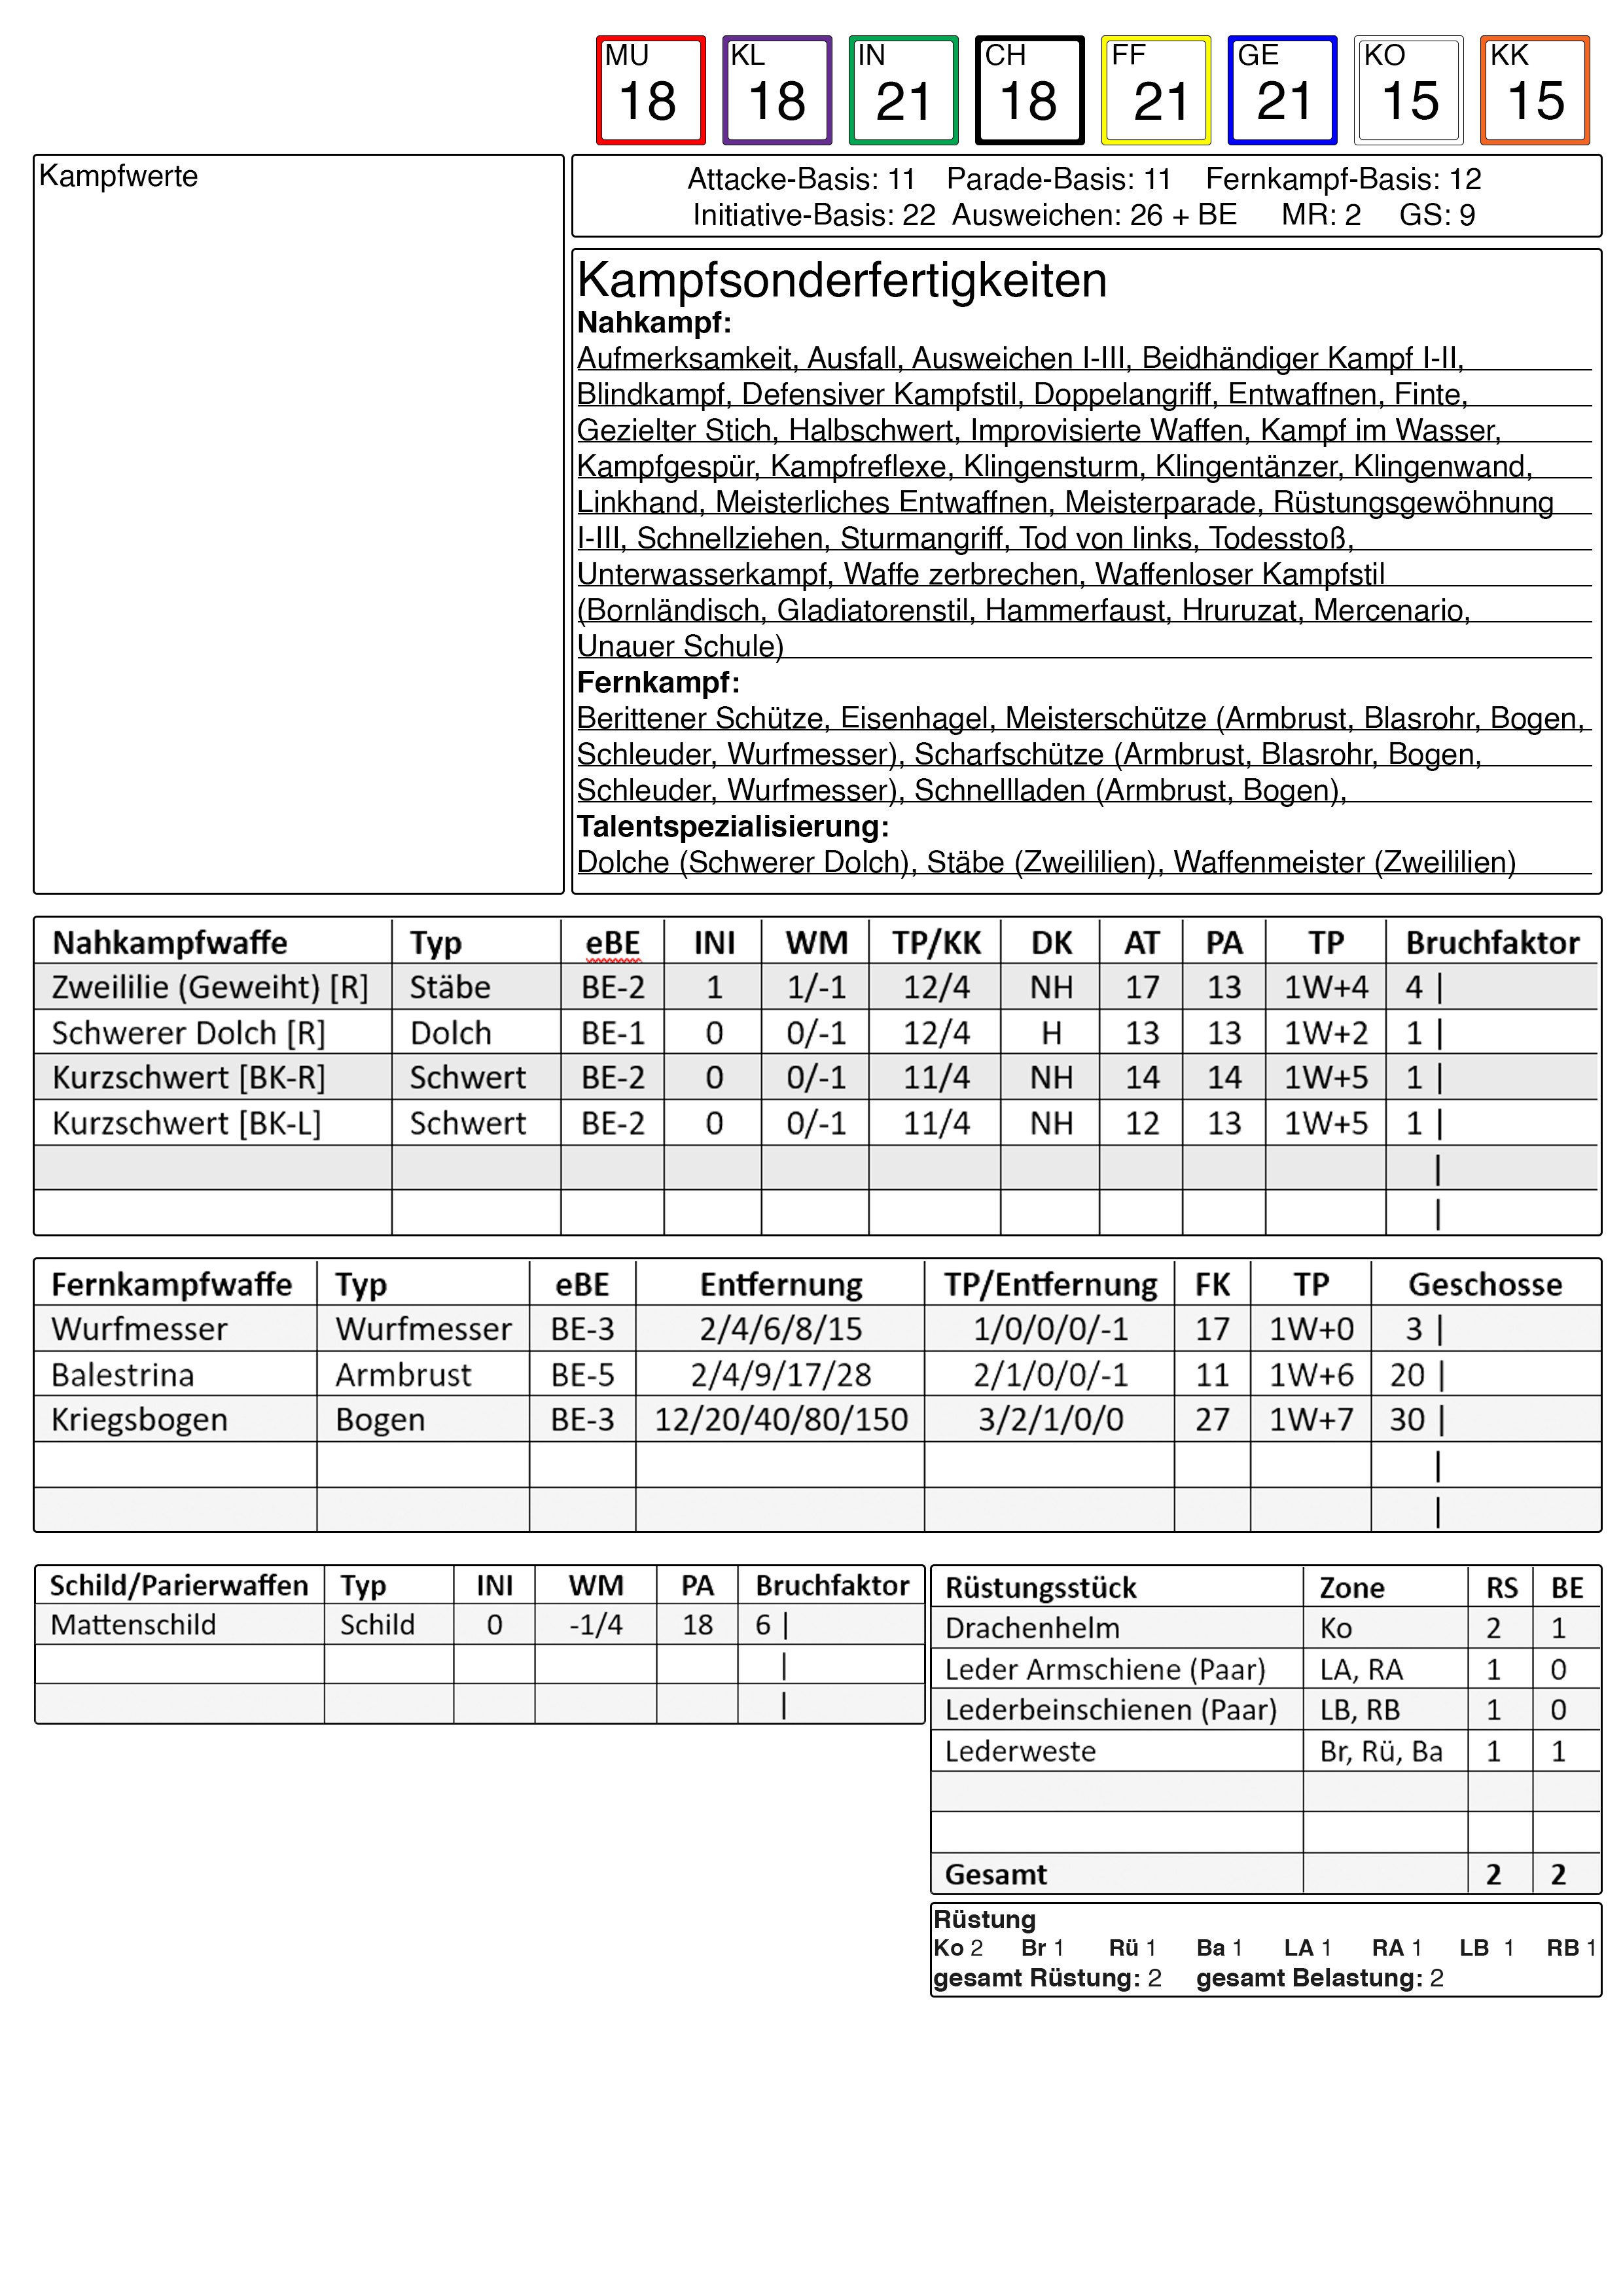 MU KL IN CH FF GE KO KK
18 18 21 18 21 21 15 15
Kampfwerte
Attacke-Basis: 11 Parade-Basis: 11 Fernkampf-Basis: 12
Initiative-Basis: 22 Ausweichen: 26 + BE MR: 2 GS: 9
Kampfsonderfertigkeiten
Nahkampf:
Aufmerksamkeit, Ausfall, Ausweichen I-III, Beidhändiger Kampf I-II,
Blindkampf, Defensiver Kampfstil, Doppelangriff, Entwaffnen, Finte,
Gezielter Stich, Halbschwert, Improvisierte Waffen, Kampf im Wasser,
Kampfgespür, Kampfreflexe, Klingensturm, Klingentänzer, Klingenwand,
Linkhand, Meisterliches Entwaffnen, Meisterparade, Rüstungsgewöhnung
I-III, Schnellziehen, Sturmangriff, Tod von links, Todesstoß,
Unterwasserkampf, Waffe zerbrechen, Waffenloser Kampfstil
(Bornländisch, Gladiatorenstil, Hammerfaust, Hruruzat, Mercenario,
Unauer Schule)
Fernkampf:
Berittener Schütze, Eisenhagel, Meisterschütze (Armbrust, Blasrohr, Bogen,
Schleuder, Wurfmesser), Scharfschütze (Armbrust, Blasrohr, Bogen,
Schleuder, Wurfmesser), Schnellladen (Armbrust, Bogen),
Talentspezialisierung:
Dolche (Schwerer Dolch), Stäbe (Zweililien), Waffenmeister (Zweililien)
Nahkampfwaffe Typ eBE INI WM TP/KK DK AT PA TP Bruchfaktor
Zweililie (Geweiht) [R] Stäbe BE-2 1 1/-1 12/4 NH 17 13 1W+4 4 |
Schwerer Dolch [R] Dolch BE-1 0 0/-1 12/4 H 13 13 1W+2 1 |
Kurzschwert [BK-R] Schwert BE-2 0 0/-1 11/4 NH 14 14 1W+5 1 |
Kurzschwert [BK-L] Schwert BE-2 0 0/-1 11/4 NH 12 13 1W+5 1 |
|
|
Fernkampfwaffe Typ eBE Entfernung TP/Entfernung FK TP Geschosse
Wurfmesser Wurfmesser BE-3 2/4/6/8/15 1/0/0/0/-1 17 1W+0 3 |
Balestrina Armbrust BE-5 2/4/9/17/28 2/1/0/0/-1 11 1W+6 20 |
Kriegsbogen Bogen BE-3 12/20/40/80/150 3/2/1/0/0 27 1W+7 30 |
|
|
Schild/Parierwaffen Typ INI WM PA Bruchfaktor
Mattenschild Schild 0 -1/4 18 6 |
|
|
Rüstungsstück Zone RS BE
Drachenhelm Ko 2 1
Leder Armschiene (Paar) LA, RA 1 0
Lederbeinschienen (Paar) LB, RB 1 0
Lederweste Br, Rü, Ba 1 1
Gesamt 2 2
Rüstung
Ko 2 Br 1 Rü 1 Ba 1 LA 1 RA 1 LB 1 RB 1
gesamt Rüstung: 2 gesamt Belastung: 2